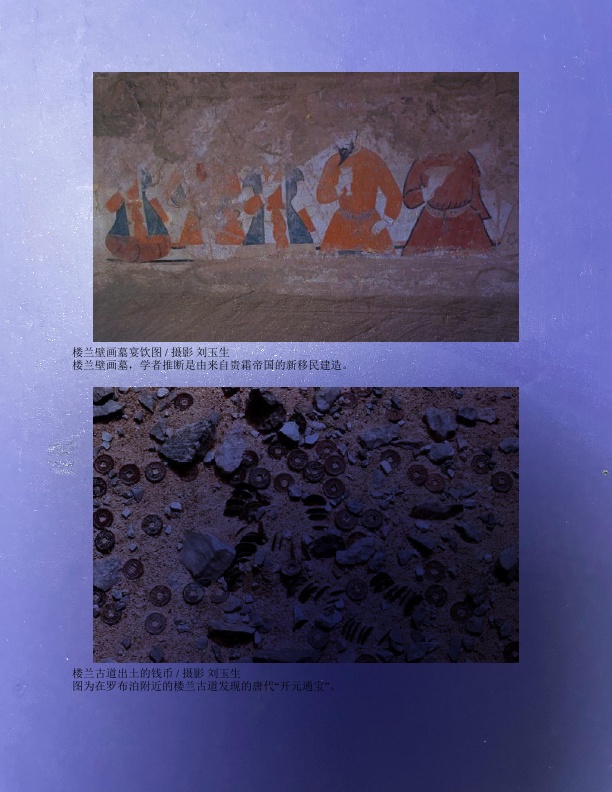 楼兰壁画墓宴饮图 / 摄影 刘玉生
楼兰壁画墓，学者推断是由来自贵霜帝国的新移民建造。
楼兰古道出土的钱币 / 摄影 刘玉生
图为在罗布泊附近的楼兰古道发现的唐代“开元通宝”。